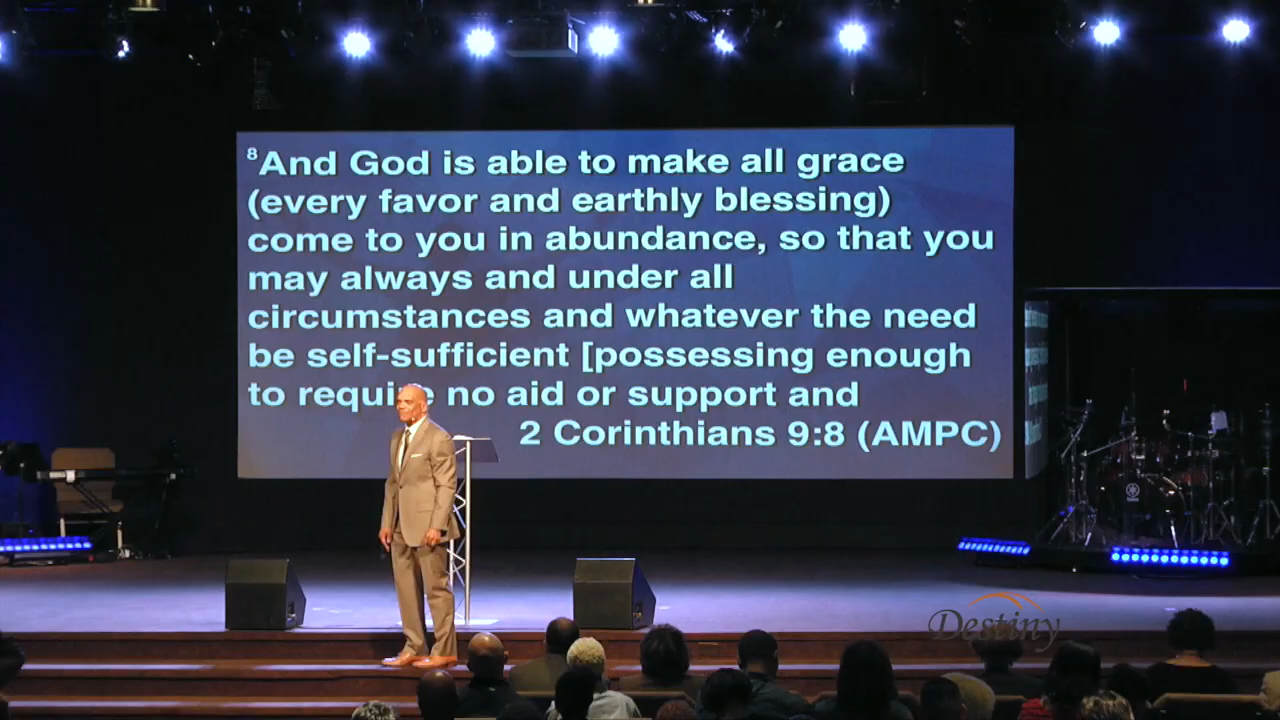 ⁸And God is able to make all grace
(every favor and earthly blessing)
come to you in abundance, so that you
may always and under all
circumstances and whatever the need
be self-sufficient [possessing enough
to require no aid or support and
2 Corinthians 9:8 (AMPC)
Destiny